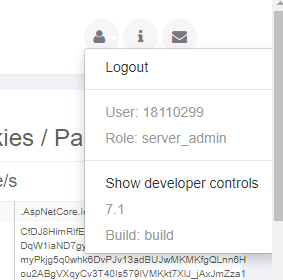 Logout
User: 18110299
Role: server_admin
kies / Pa
e/s
Show developer controls
.AspNetCore.
7.1
CfDJ8HimRIfE
Build: build
DqW1iaND7gy
myPkjg5q0whk6DvPJv13adBUJwMKMKfgQLnn6H
ou2ABgVXqyCv3T40Is579IVMKkt7XIJ_jAxJmZza1